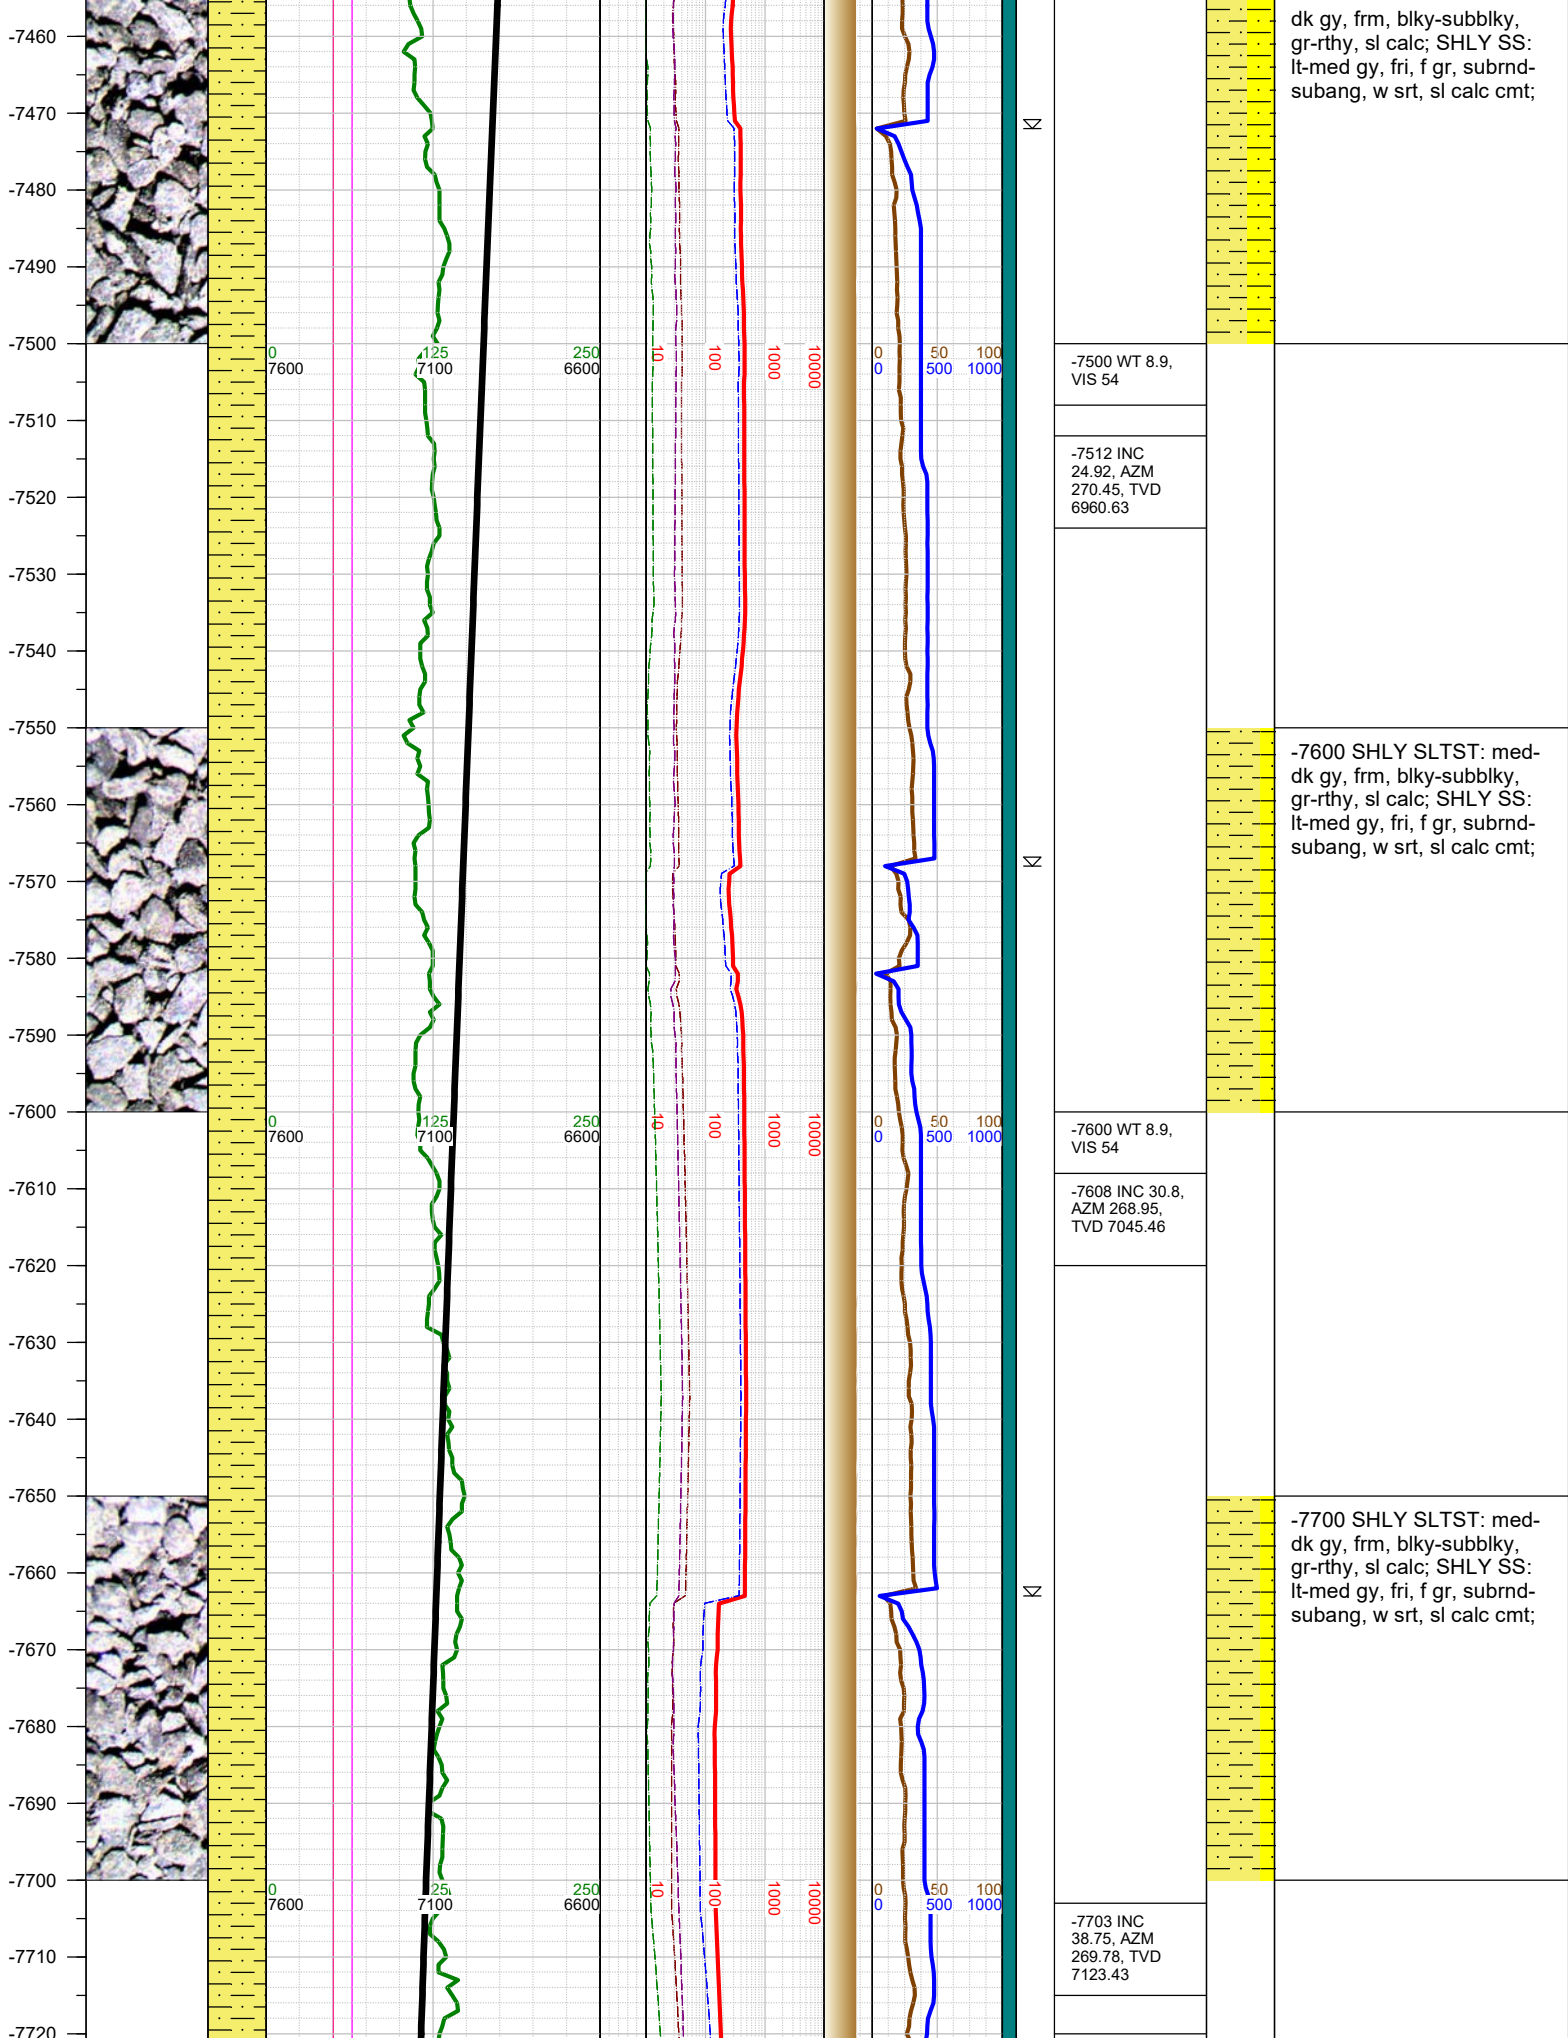 dk gy, frm, blky-subblky,
gr-rthy, sl calc; SHLY SS:
lt-med gy, fri, f gr, subrnd-
subang, w srt, sl calc cmt;
-7460
-7470
-7480
-7490
-7500
0 125 250
7600 7100 6600
10 100 1000 10000
0 50 100
0 500 1000
-7500 WT 8.9,
VIS 54
-7510
-7512 INC
24.92, AZM
270.45, TVD
6960.63
-7520
-7530
-7540
-7550
-7600 SHLY SLTST: med-
dk gy, frm, blky-subblky,
gr-rthy, sl calc; SHLY SS:
lt-med gy, fri, f gr, subrnd-
subang, w srt, sl calc cmt;
-7560
-7570
-7580
-7590
-7600
0 125 250
7600 7100 6600
10 100 1000 10000
0 50 100
0 500 1000
-7600 WT 8.9,
VIS 54
-7610
-7608 INC 30.8,
AZM 268.95,
TVD 7045.46
-7620
-7630
-7640
-7650
-7700 SHLY SLTST: med-
dk gy, frm, blky-subblky,
gr-rthy, sl calc; SHLY SS:
lt-med gy, fri, f gr, subrnd-
subang, w srt, sl calc cmt;
-7660
-7670
-7680
-7690
-7700
0 25 250
7600 7100 6600
10 100 1000 10000
0 50 100
0 500 1000
-7703 INC
38.75, AZM
269.78, TVD
7123.43
-7710
-7720